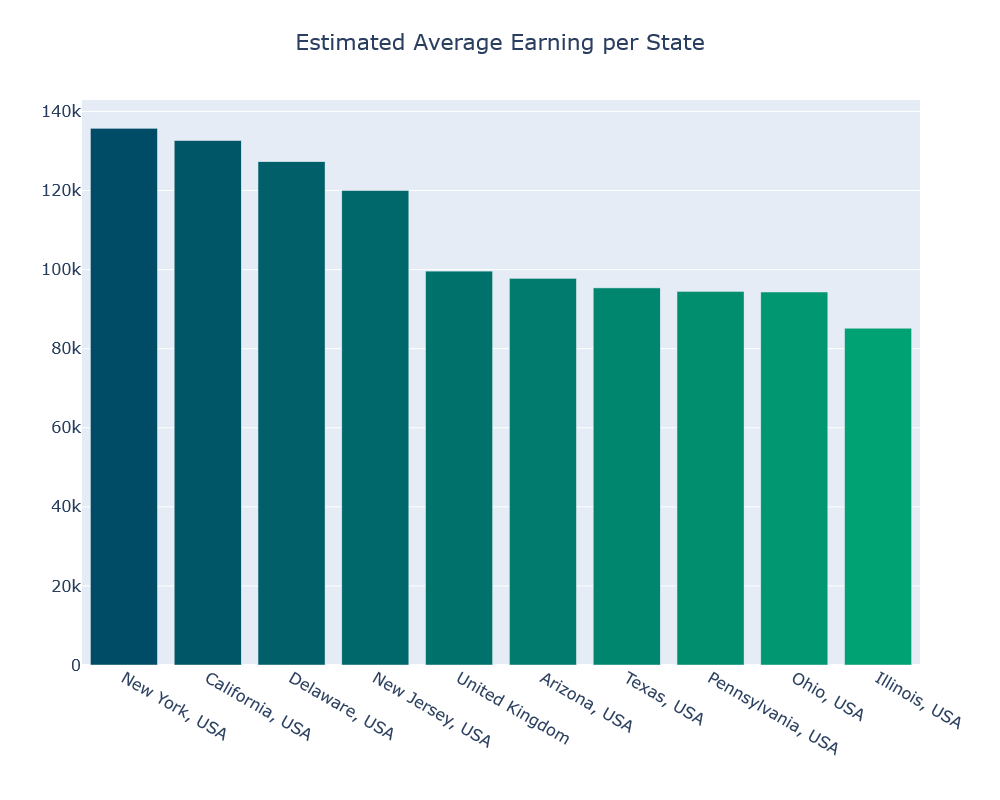 Estimated Average Earning per State
140k
120k
100k
80k
60k
40k
20k
0
New York, USA
California, USA
Delaware, USA
New Jersey, USA
United Kingdom
Arizona, USA
Texas, USA
Pennsylvania, USA
Ohio, USA
Illinois, USA